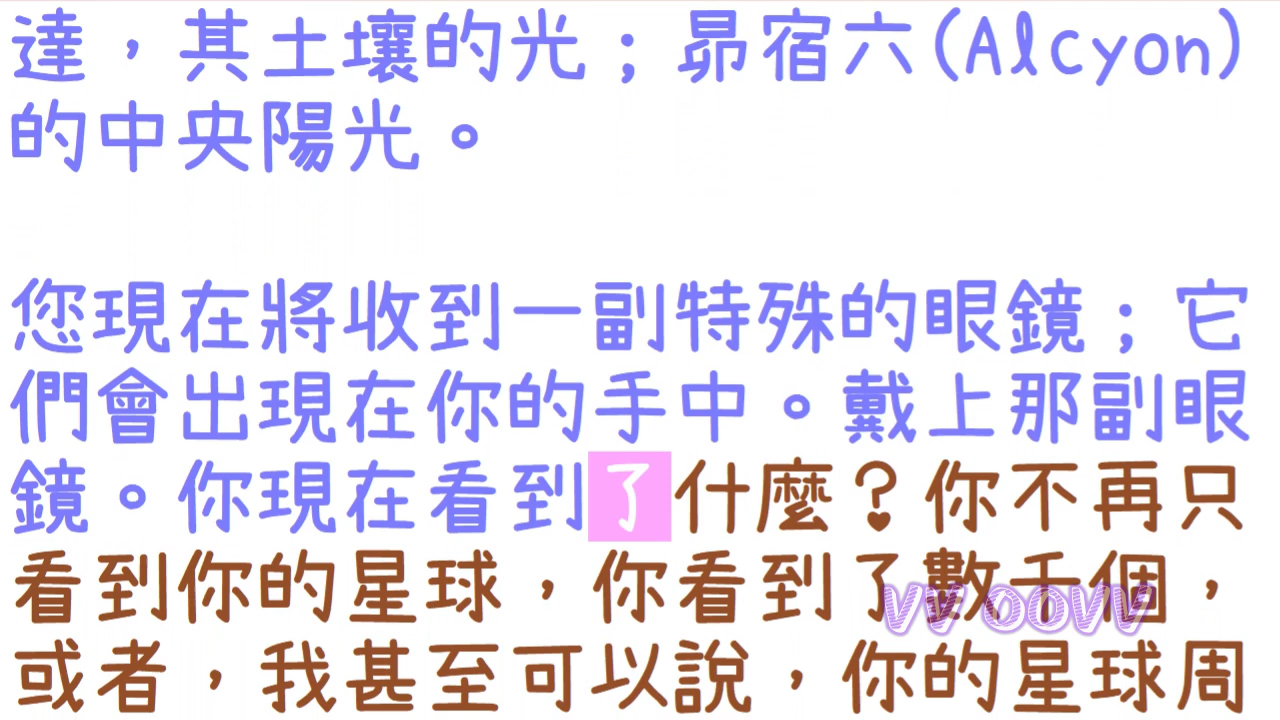 達，其土壤的光；昴宿六(Alcyon)
的中央陽光。
您現在將收到一副特殊的眼鏡；它
們會出現在你的手中。戴上那副眼
鏡。你現在看到了什麼？你不再只
看到你的星球，你看到了數千個，
或者，我甚至可以說，你的星球周
vv oovv